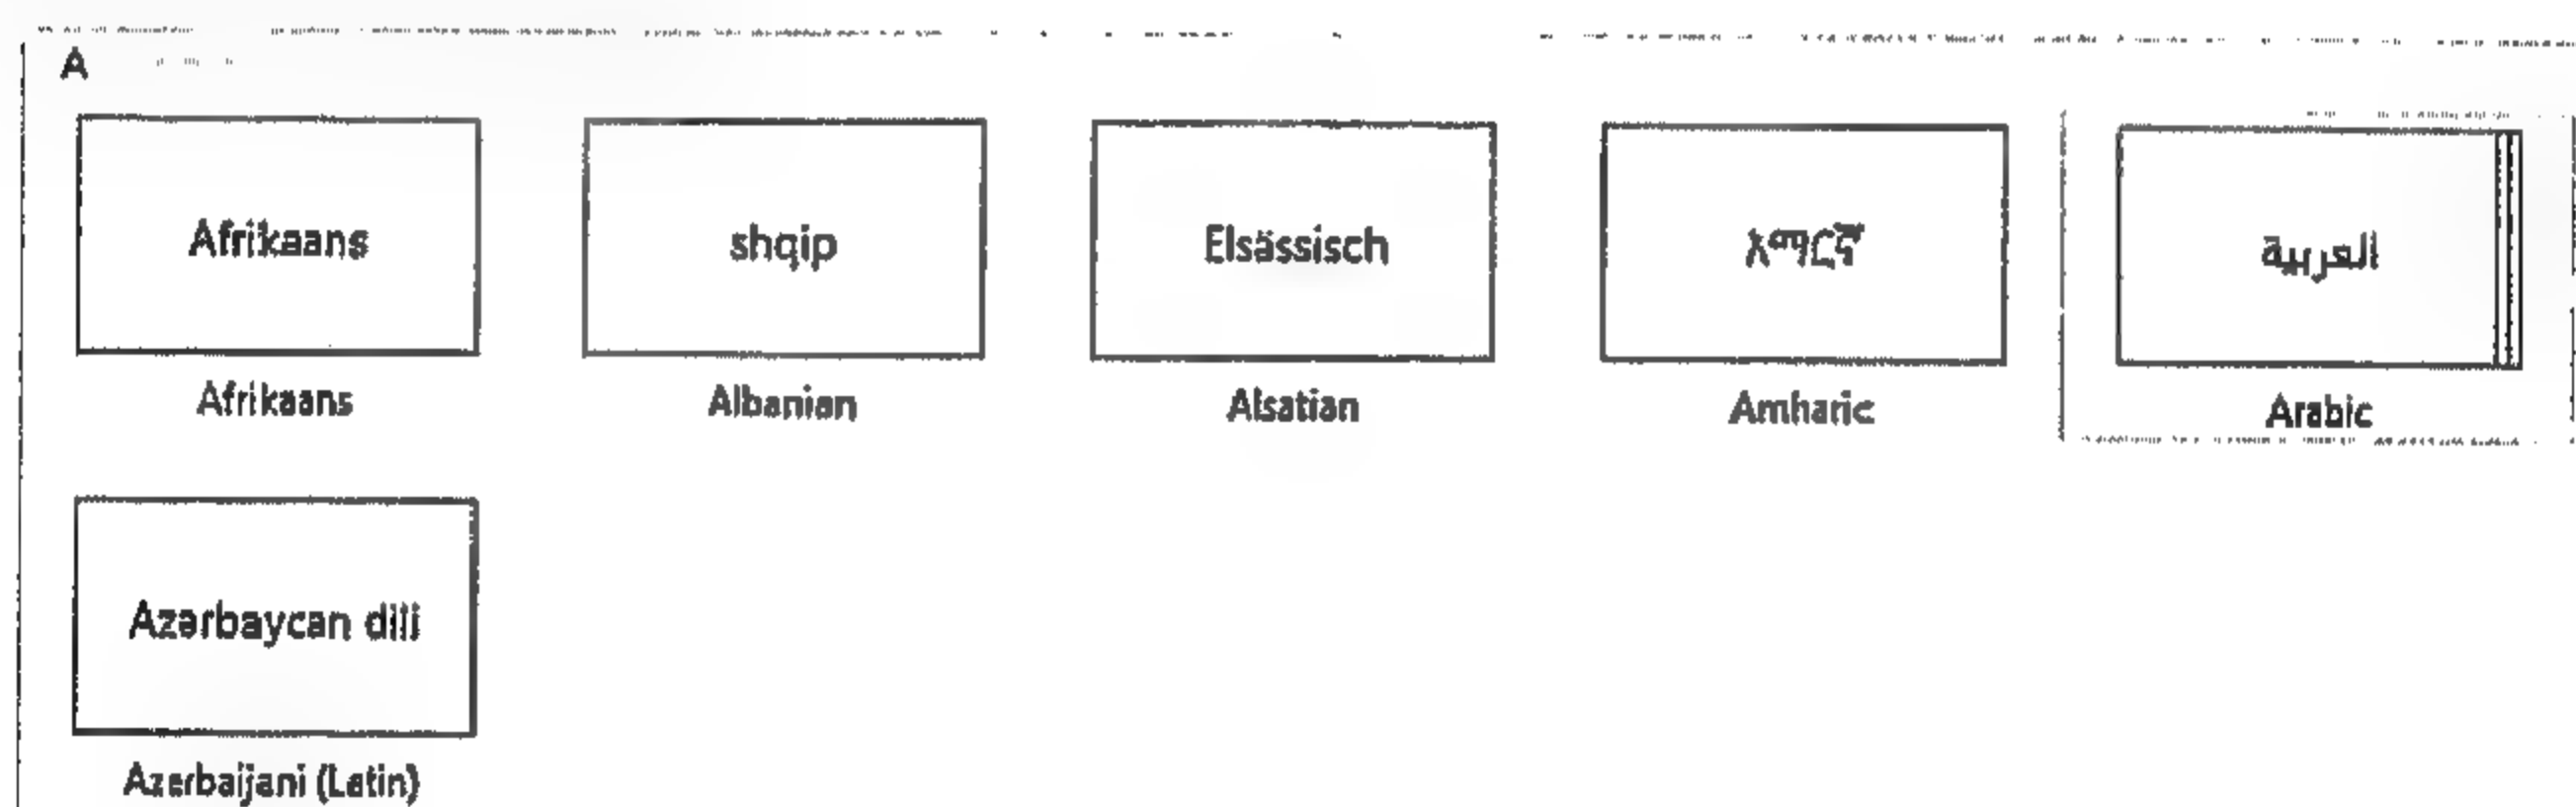 A
Afrikaans
shqip
Elsässisch
አማርኛ
العربية
Afrikaans
Albanian
Alsatian
Amharic
Arabic
Azərbaycan dili
Azerbaijani (Latin)